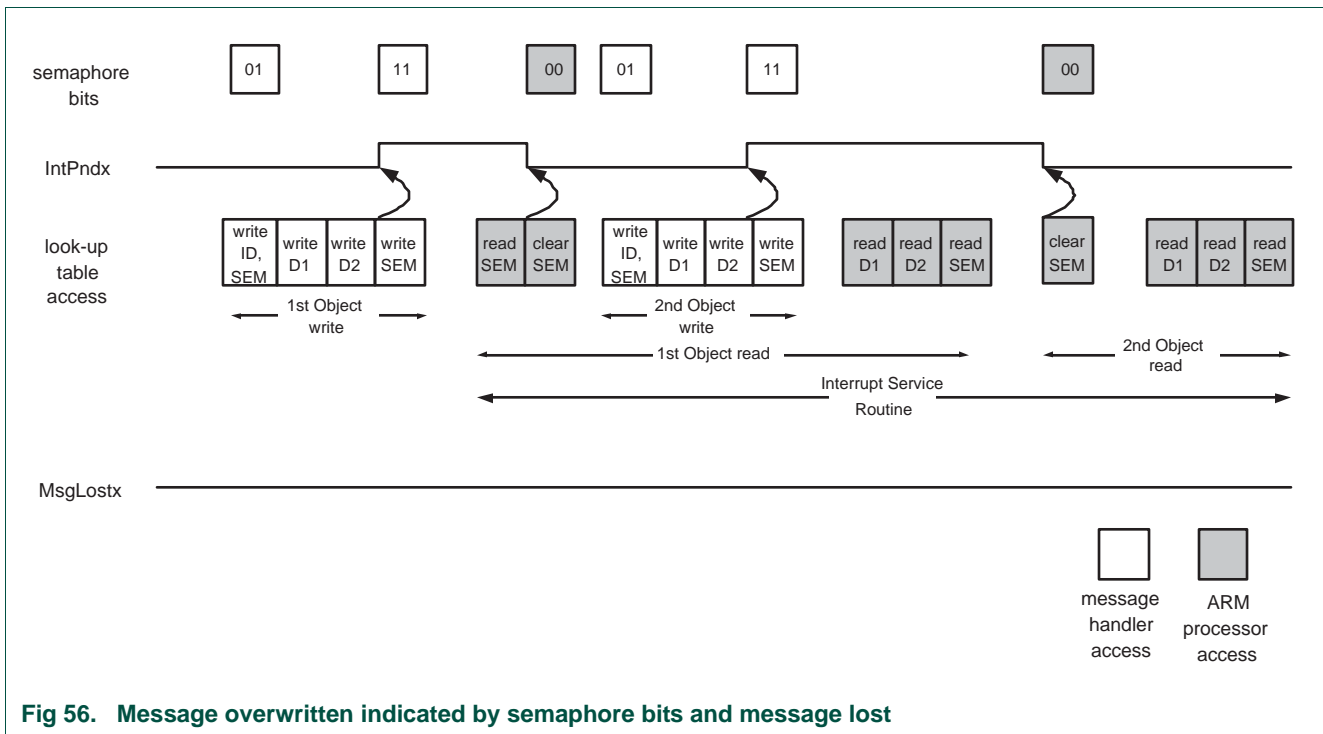 semaphore
bits
01
11
00
01
11
00
IntPndx
look-up
table
access
write
ID,
SEM
write
D1
write
D2
write
SEM
read
SEM
clear
SEM
write
ID,
SEM
write
D1
write
D2
write
SEM
read
D1
read
D2
read
SEM
clear
SEM
read
D1
read
D2
read
SEM
1st Object
write
2nd Object
write
1st Object read
2nd Object
read
Interrupt Service
Routine
MsgLostx
message
handler
access
ARM
processor
access
Fig 56. Message overwritten indicated by semaphore bits and message lost